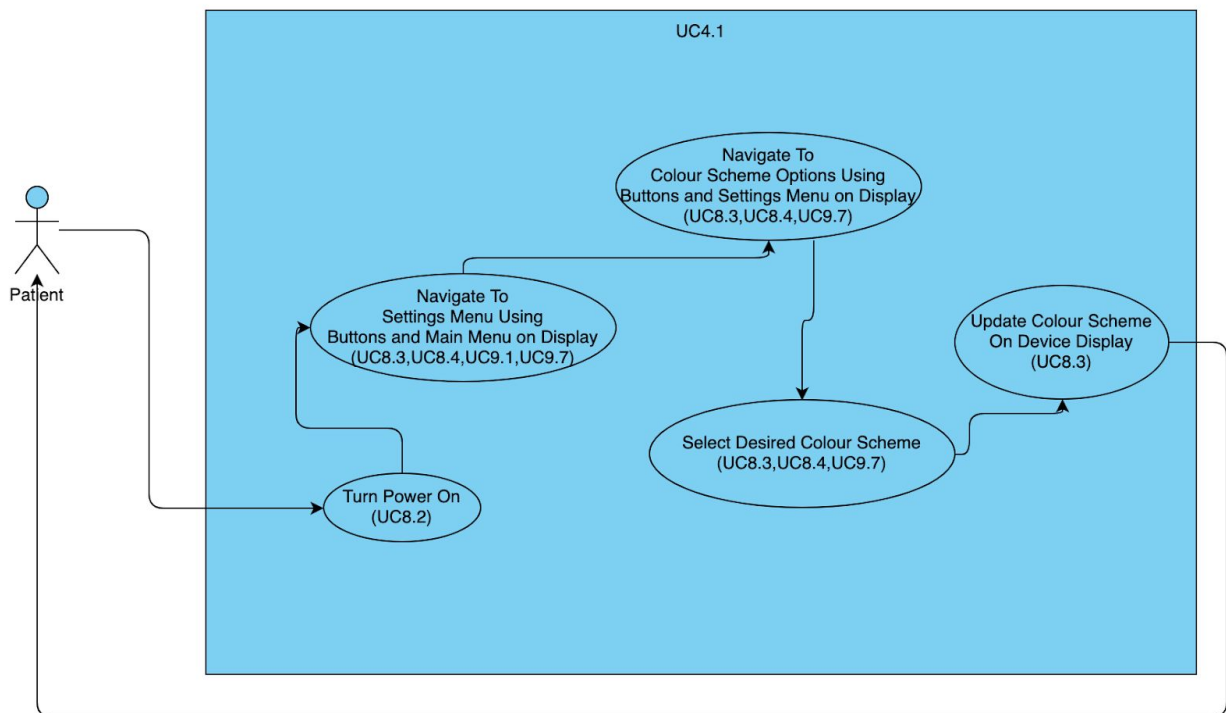 UC4.1
Navigate To
Colour Scheme Options Using
Buttons and Settings Menu on Display
(UC8.3,UC8.4,UC9.7)
Patient
Navigate To
Settings Menu Using
Buttons and Main Menu on Display
(UC8.3,UC8.4,UC9.1,UC9.7)
Update Colour Scheme
On Device Display
(UC8.3)
Select Desired Colour Scheme
(UC8.3,UC8.4,UC9.7)
Turn Power On
(UC8.2)